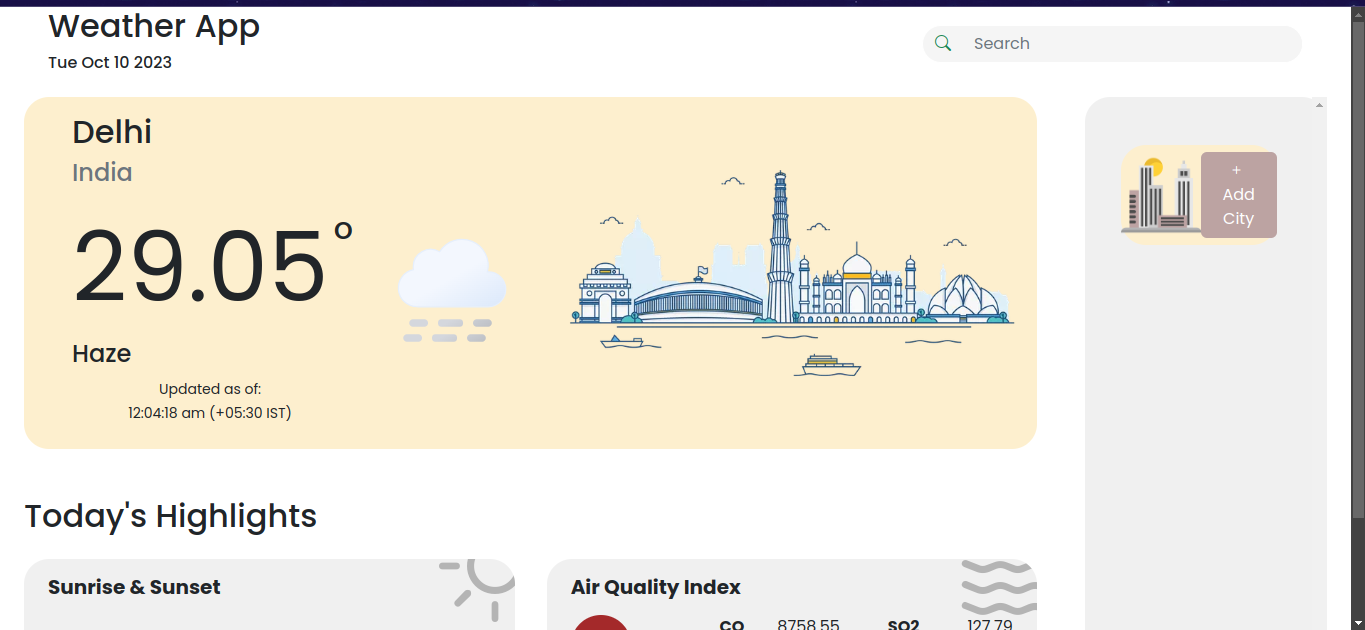 Weather App
Tue Oct 10 2023
Search
Delhi
India
29.05°
Haze
Updated as of:
12:04:18 am (+05:30 IST)
+
Add
City
Today's Highlights
Sunrise & Sunset
Air Quality Index
CO 8758.55 SO2 127.79